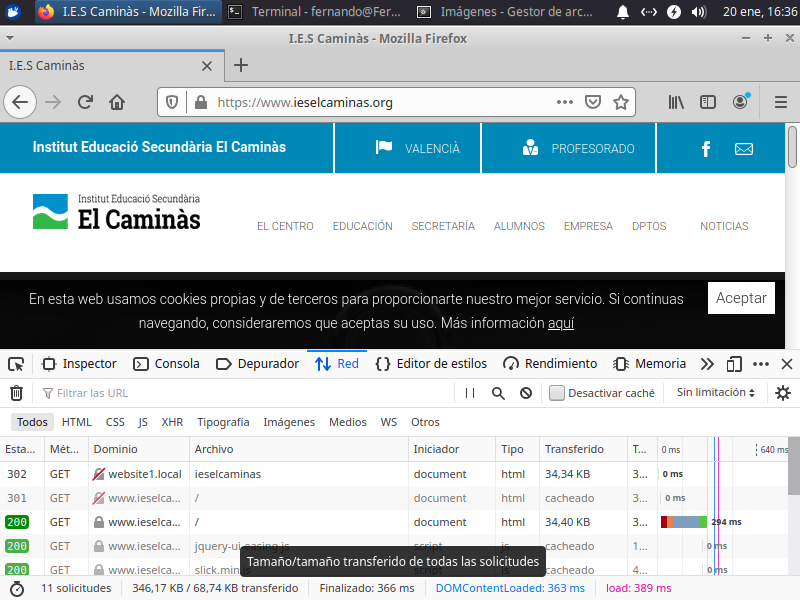 I.E.S Caminàs - Mozilla Fir...
Terminal - fernando@Fer...
Imágenes - Gestor de arc...
20 ene, 16:36
I.E.S Caminàs - Mozilla Firefox
I.E.S Caminàs
https://www.ieselcaminas.org
Institut Educació Secundària El Caminàs
VALENCIÀ
PROFESORADO
Institut Educació Secundària
El Caminàs
EL CENTRO EDUCACIÓN SECRETARÍA ALUMNOS EMPRESA DPTOS NOTICIAS
En esta web usamos cookies propias y de terceros para proporcionarte nuestro mejor servicio. Si continuas
navegando, consideraremos que aceptas su uso. Más información aquí
Aceptar
Inspector Consola Depurador Red Editor de estilos Rendimiento Memoria
Filtrar las URL
Desactivar caché
Sin limitación
Todos HTML CSS JS XHR Tipografía Imágenes Medios WS Otros
Esta... Mét... Dominio Archivo Iniciador Tipo Transferido T... 0 ms 640 ms
302 GET website1.local ieselcaminas document html 34,34 KB 3... 0 ms
301 GET www.ieselca... / document html cacheado 3... 0 ms
200 GET www.ieselca... / document html 34,40 KB 3... 294 ms
200 GET www.ieselca... jquery-ui-easing.js script js cacheado 1... 0 ms
200 GET www.ieselca... slick.min.js cacheado 4... 0 ms
Tamaño/tamaño transferido de todas las solicitudes
11 solicitudes 346,17 KB / 68,74 KB transferido Finalizado: 366 ms DOMContentLoaded: 363 ms load: 389 ms